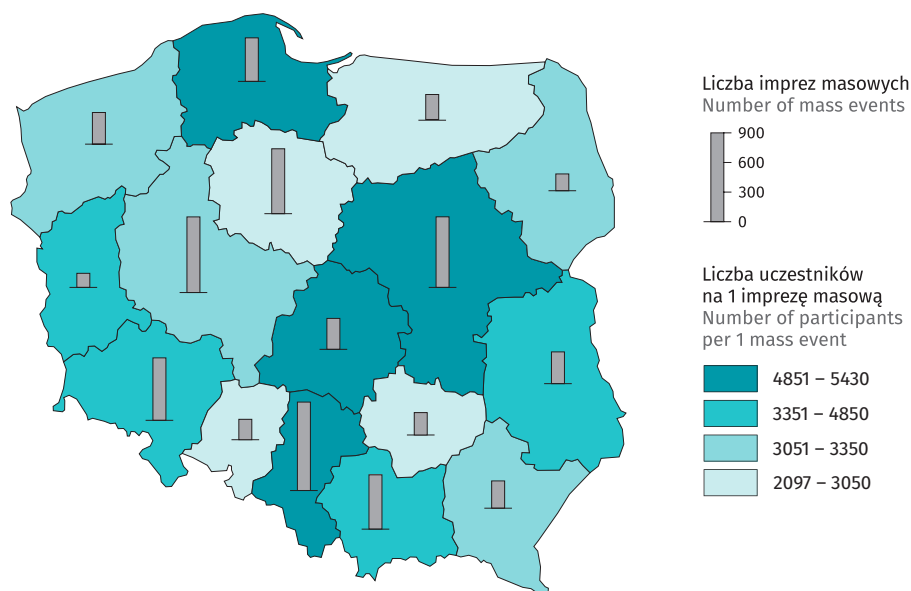 Liczba imprez masowych
Number of mass events
900
600
300
0
Liczba uczestników
na 1 imprezę masową
Number of participants
per 1 mass event
4851 – 5430
3351 – 4850
3051 – 3350
2097 – 3050